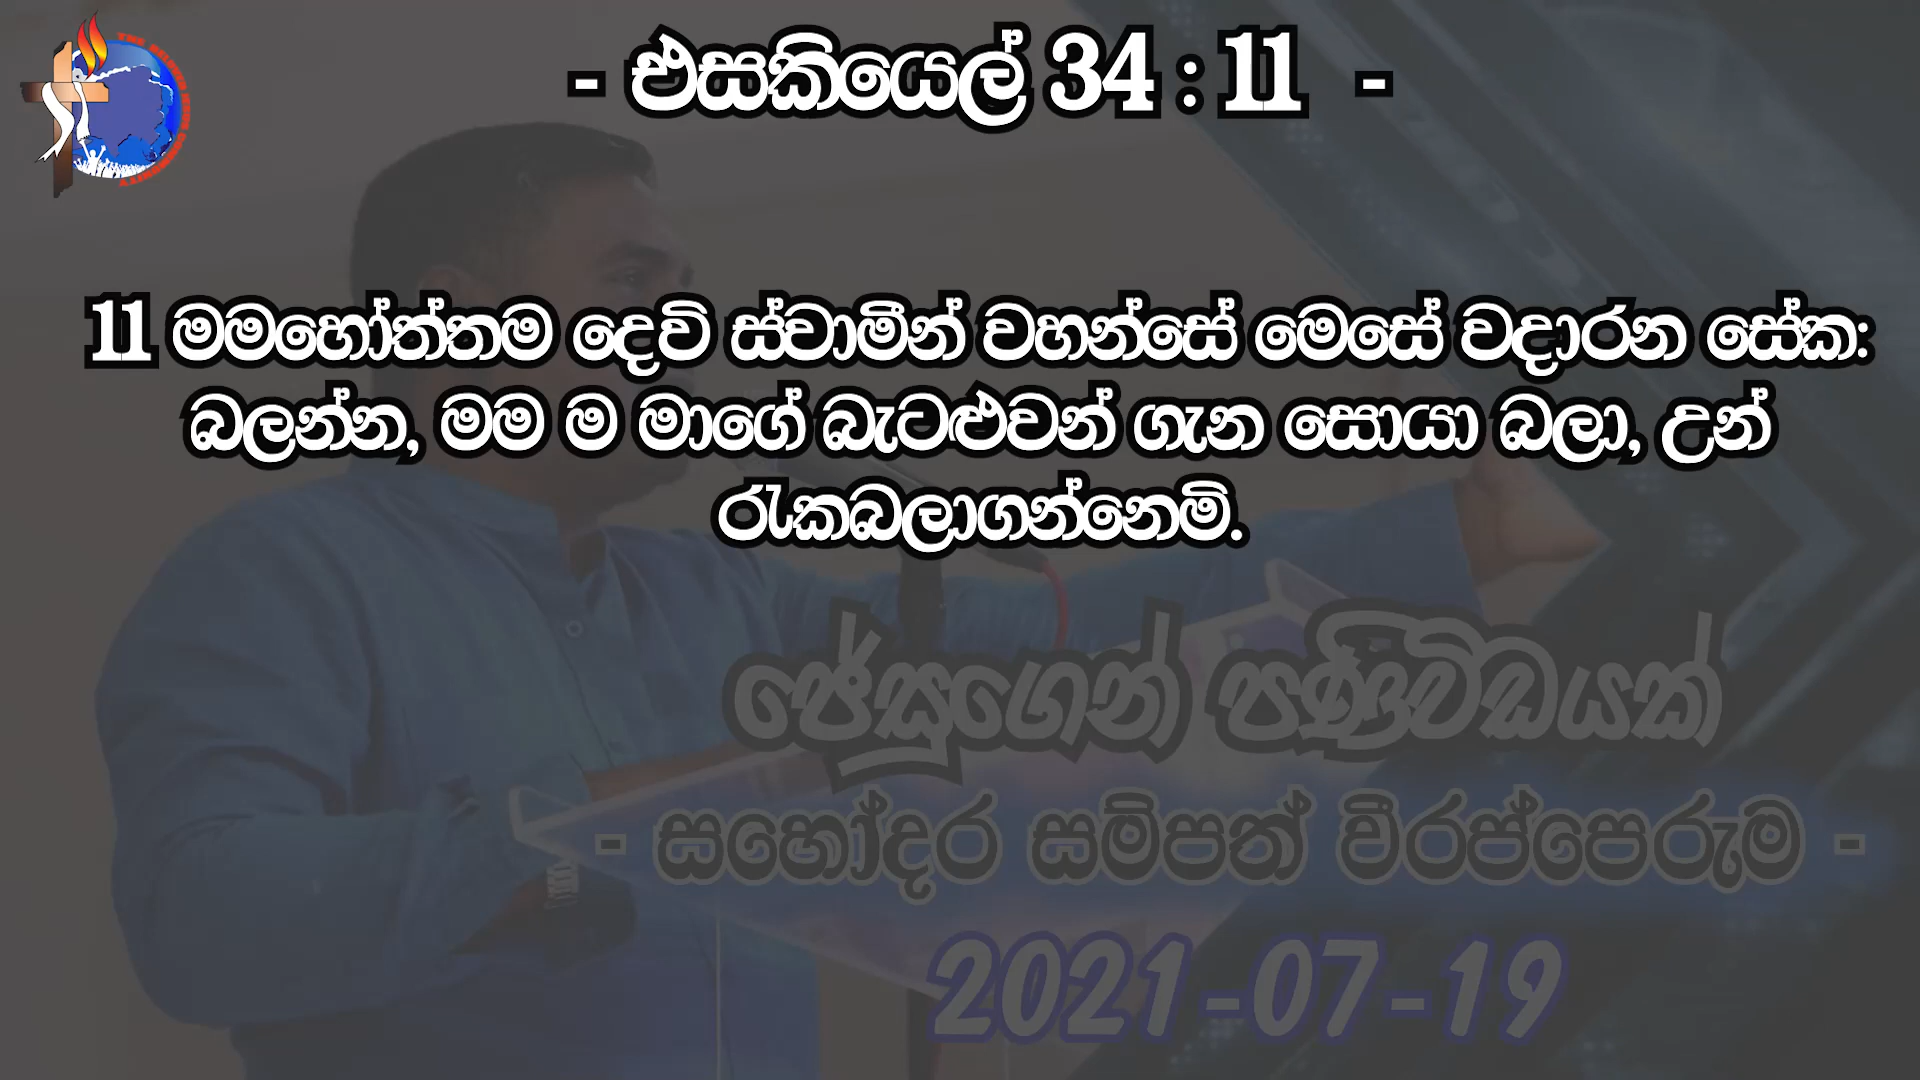 - එසකියෙල් 34 : 11 -
11 මමහෝත්තම දෙවි ස්වාමීන් වහන්සේ මෙසේ වදාරන සේක:
බලන්න, මම ම මාගේ බැටළුවන් ගැන සොයා බලා, උන්
රැකබලාගන්නෙමි.
ජේසුගෙන් පණිවිඩයක්
- සහෝදර සම්පත් වීරප්පෙරුම -
2021-07-19